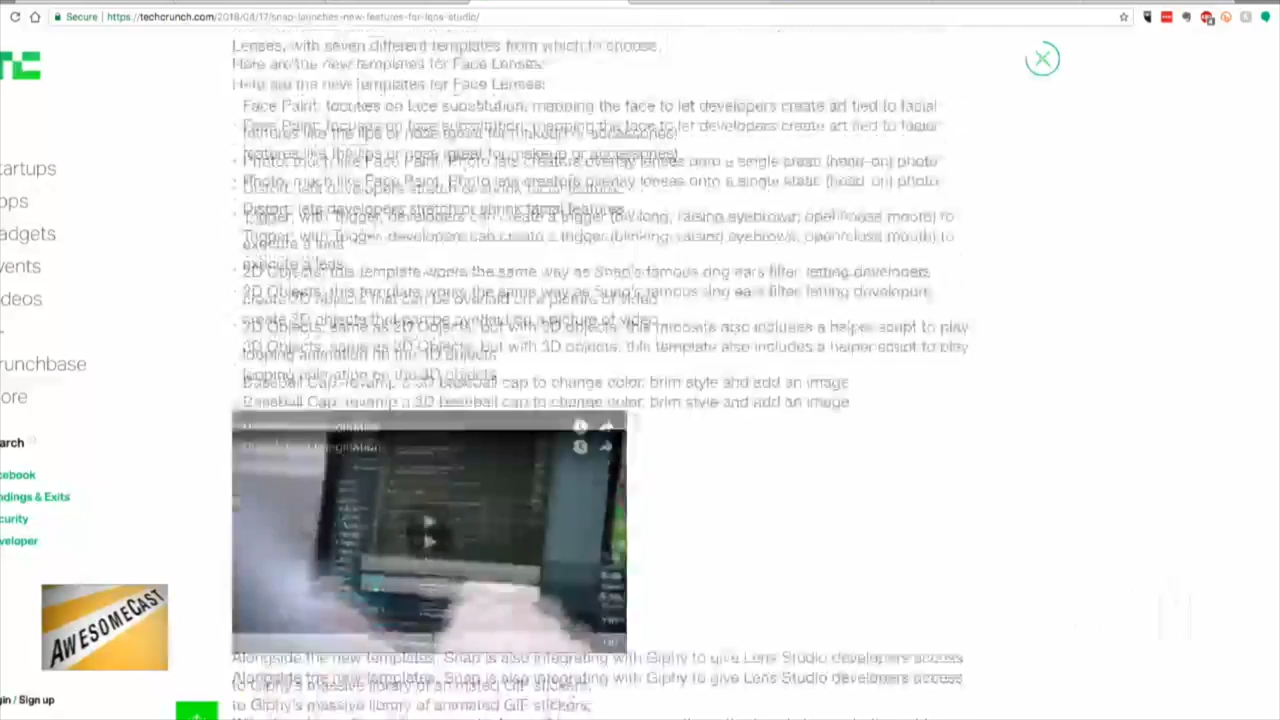 Secure | https://techcrunch.com/2018/04/17/snap-launches-new-features-for-lens-studio/
TC
Lenses, with seven different templates from which to choose.
Here are the new templates for Face Lenses:
Face Paint, focuses on face substitution, mapping the face to let developers create art tied to facial
features like the lips or nose (great for makeup or accessories)
Photo, much like Face Paint, Photo lets creators overlay lenses onto a single static (head on) photo
Distort, lets developers stretch or shrink facial features
Trigger, with Trigger, developers can create a trigger (blinking, raising eyebrow, open/close mouth) to
execute a lens
2D Objects, this template works the same way as Snap's famous dog ears filter, letting developers
create 2D objects that can be overlaid on a picture or video
3D Objects, same as 2D Objects, but with 3D objects, this template also includes a helper script to play
looping animation on the 3D objects
Baseball Cap, revamp a 3D baseball cap to change color, brim style and add an image
tartups
pps
adgets
vents
ideos
runchbase
ore
arch
cebook
ndings & Exits
curity
veloper
AWESOMECAST
gin / Sign up
Alongside the new templates, Snap is also integrating with Giphy to give Lens Studio developers access
to Giphy's massive library of animated GIF stickers.